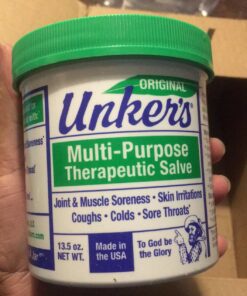 ORIGINAL
Unker's
Multi-Purpose
Therapeutic Salve
Joint & Muscle Soreness • Skin Irritations
Coughs • Colds • Sore Throats
13.5 oz.
NET WT.
Made in
the USA
To God be
the Glory